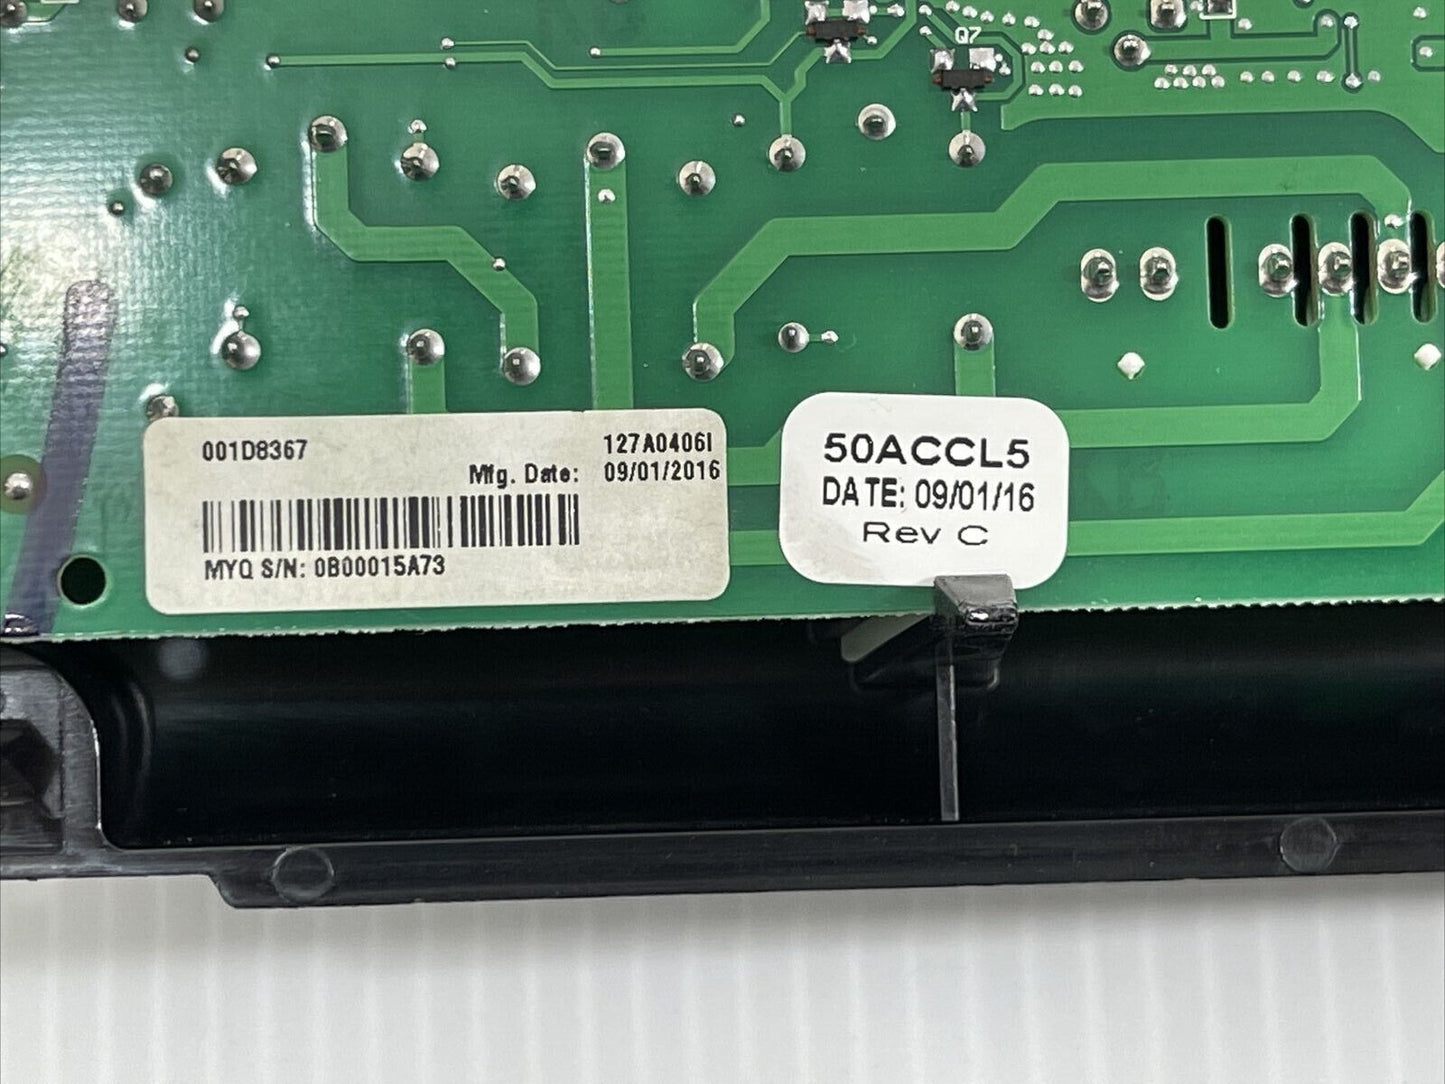 Q7
001D8367
127A0406I
Mfg. Date: 09/01/2016
MYQ S/N: 0B00015A73
50ACCL5
DATE: 09/01/16
Rev C